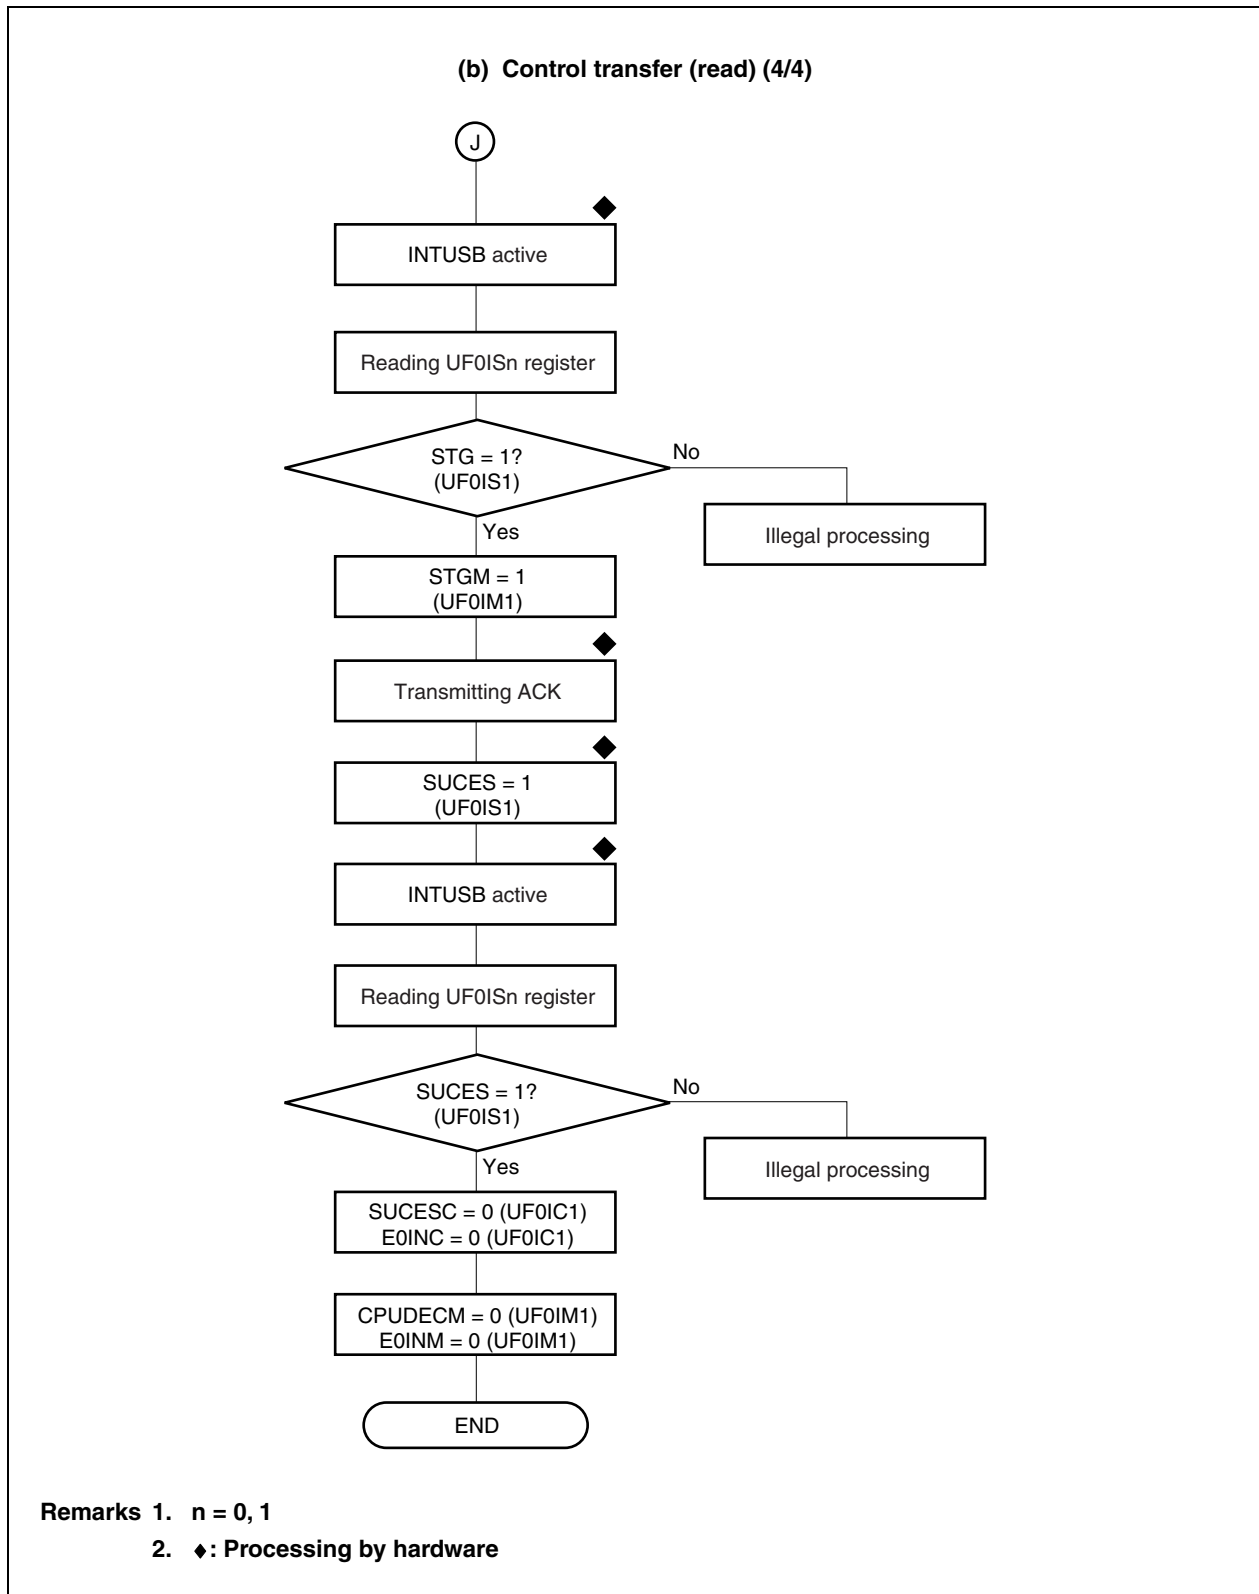 (b) Control transfer (read) (4/4)
J
INTUSB active
Reading UF0ISn register
STG = 1?
(UF0IS1)
No
Illegal processing
Yes
STGM = 1
(UF0IM1)
Transmitting ACK
SUCES = 1
(UF0IS1)
INTUSB active
Reading UF0ISn register
SUCES = 1?
(UF0IS1)
No
Illegal processing
Yes
SUCESC = 0 (UF0IC1)
E0INC = 0 (UF0IC1)
CPUDECM = 0 (UF0IM1)
E0INM = 0 (UF0IM1)
END
Remarks 1. n = 0, 1
2. ♦: Processing by hardware